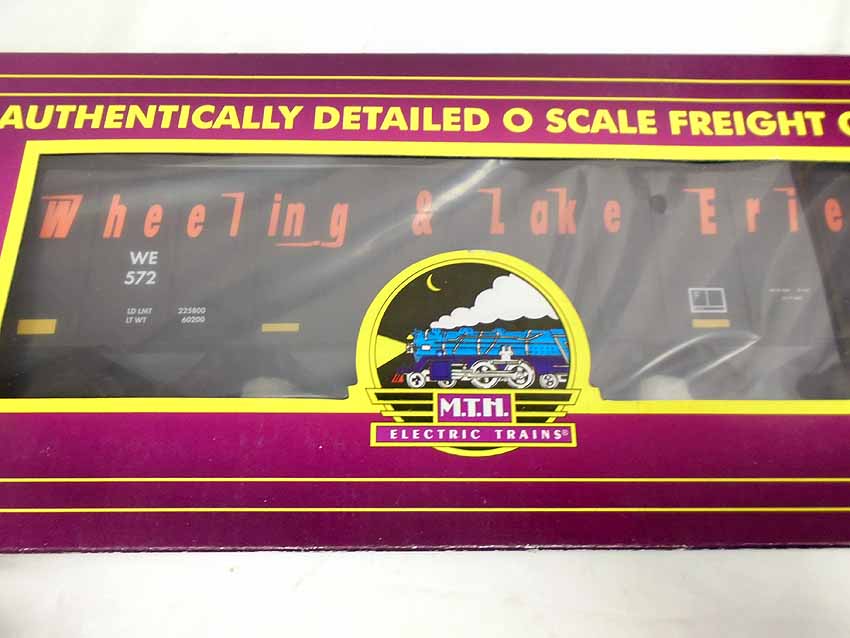 AUTHENTICALLY DETAILED O SCALE FREIGHT
Wheeling & Lake Erie
WE
572
LD LMT 225800
LT WT 60200
M.T.H.
ELECTRIC TRAINS®